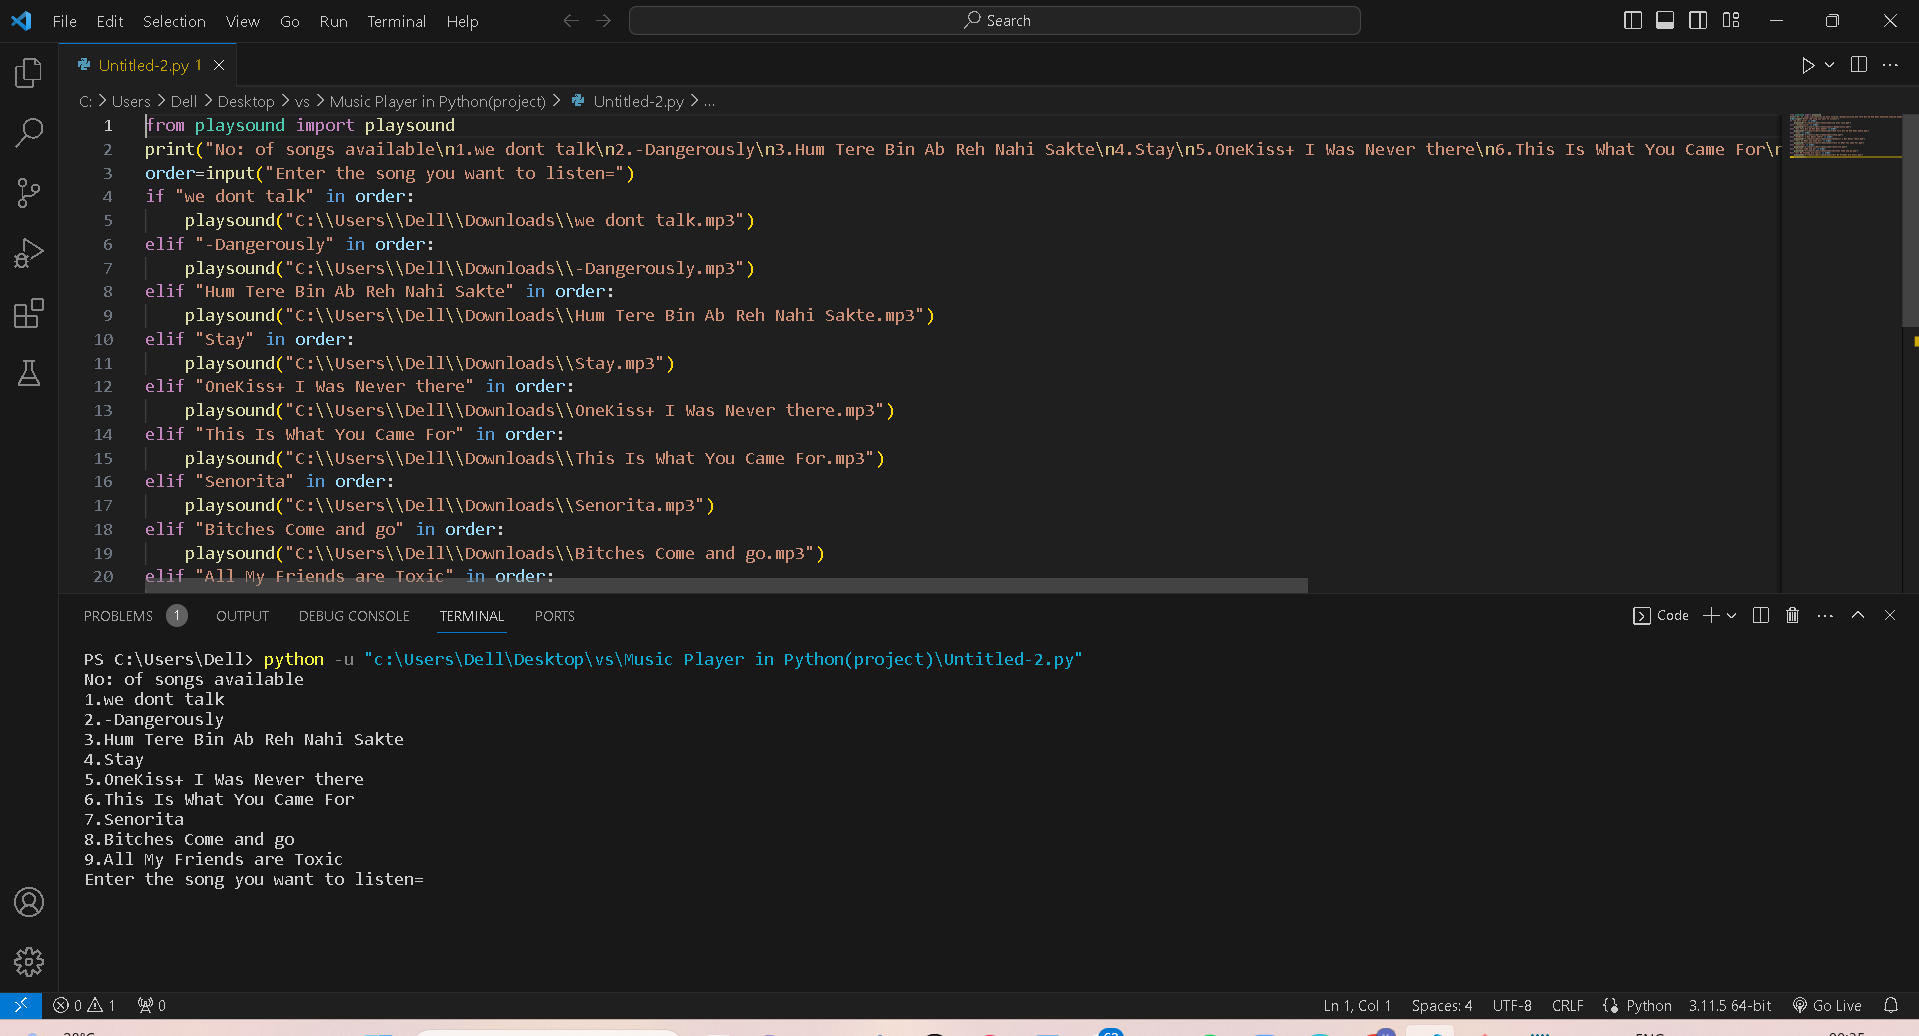 File Edit Selection View Go Run Terminal Help
Search
Untitled-2.py 1
C: > Users > Dell > Desktop > vs > Music Player in Python(project) > Untitled-2.py > ...
1 from playsound import playsound
2 print("No: of songs available\n1.we dont talk\n2.-Dangerously\n3.Hum Tere Bin Ab Reh Nahi Sakte\n4.Stay\n5.OneKiss+ I Was Never there\n6.This Is What You Came For\n
3 order=input("Enter the song you want to listen=")
4 if "we dont talk" in order:
5 playsound("C:\\Users\\Dell\\Downloads\\we dont talk.mp3")
6 elif "-Dangerously" in order:
7 playsound("C:\\Users\\Dell\\Downloads\\-Dangerously.mp3")
8 elif "Hum Tere Bin Ab Reh Nahi Sakte" in order:
9 playsound("C:\\Users\\Dell\\Downloads\\Hum Tere Bin Ab Reh Nahi Sakte.mp3")
10 elif "Stay" in order:
11 playsound("C:\\Users\\Dell\\Downloads\\Stay.mp3")
12 elif "OneKiss+ I Was Never there" in order:
13 playsound("C:\\Users\\Dell\\Downloads\\OneKiss+ I Was Never there.mp3")
14 elif "This Is What You Came For" in order:
15 playsound("C:\\Users\\Dell\\Downloads\\This Is What You Came For.mp3")
16 elif "Senorita" in order:
17 playsound("C:\\Users\\Dell\\Downloads\\Senorita.mp3")
18 elif "Bitches Come and go" in order:
19 playsound("C:\\Users\\Dell\\Downloads\\Bitches Come and go.mp3")
20 elif "All My Friends are Toxic" in order:
PROBLEMS 1 OUTPUT DEBUG CONSOLE TERMINAL PORTS Code
PS C:\Users\Dell> python -u "c:\Users\Dell\Desktop\vs\Music Player in Python(project)\Untitled-2.py"
No: of songs available
1.we dont talk
2.-Dangerously
3.Hum Tere Bin Ab Reh Nahi Sakte
4.Stay
5.OneKiss+ I Was Never there
6.This Is What You Came For
7.Senorita
8.Bitches Come and go
9.All My Friends are Toxic
Enter the song you want to listen=
0 1 0 Ln 1, Col 1 Spaces: 4 UTF-8 CRLF Python 3.11.5 64-bit Go Live